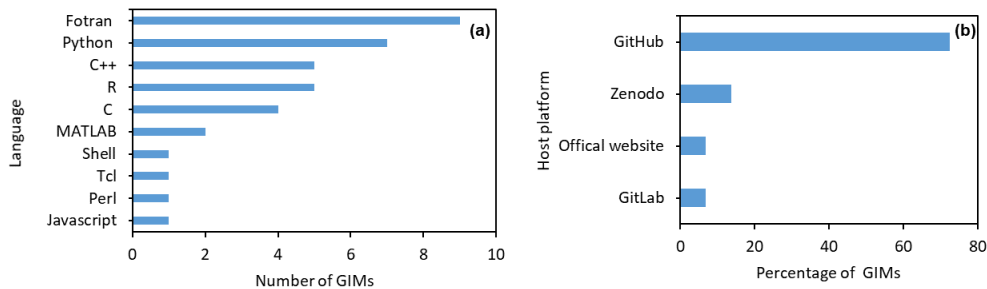 (a)
Fotran
Python
C++
R
C
MATLAB
Shell
Tcl
Perl
Javascript
Language
0 2 4 6 8 10
Number of GIMs
(b)
GitHub
Zenodo
Offical website
GitLab
Host platform
0 20 40 60 80
Percentage of GIMs